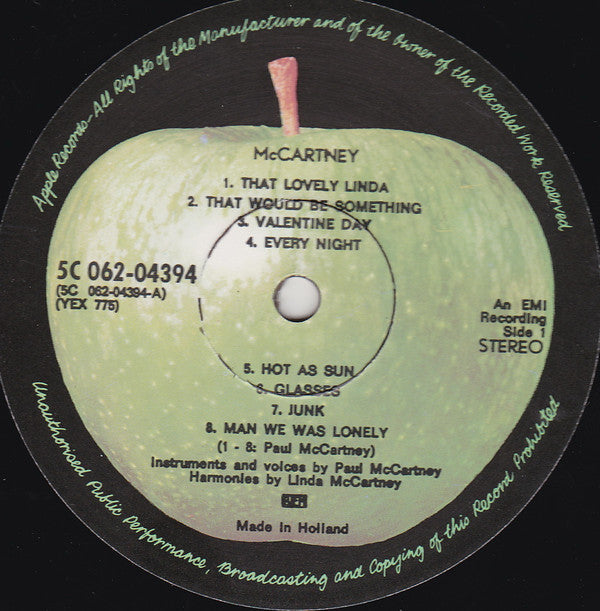 Apple Records-All Rights of the Manufacturer and of the Owner of the Recorded Work Reserved
McCARTNEY
1. THAT LOVELY LINDA
2. THAT WOULD BE SOMETHING
3. VALENTINE DAY
4. EVERY NIGHT
5C 062-04394
(5C 062-04394-A)
(YEX 775)
An EMI
Recording
Side 1
STEREO
5. HOT AS SUN
6. GLASSES
7. JUNK
8. MAN WE WAS LONELY
(1 - 8: Paul McCartney)
Instruments and voices by Paul McCartney
Harmonies by Linda McCartney
Made in Holland
Unauthorised Public Performance, Broadcasting and Copying of this Record Prohibited